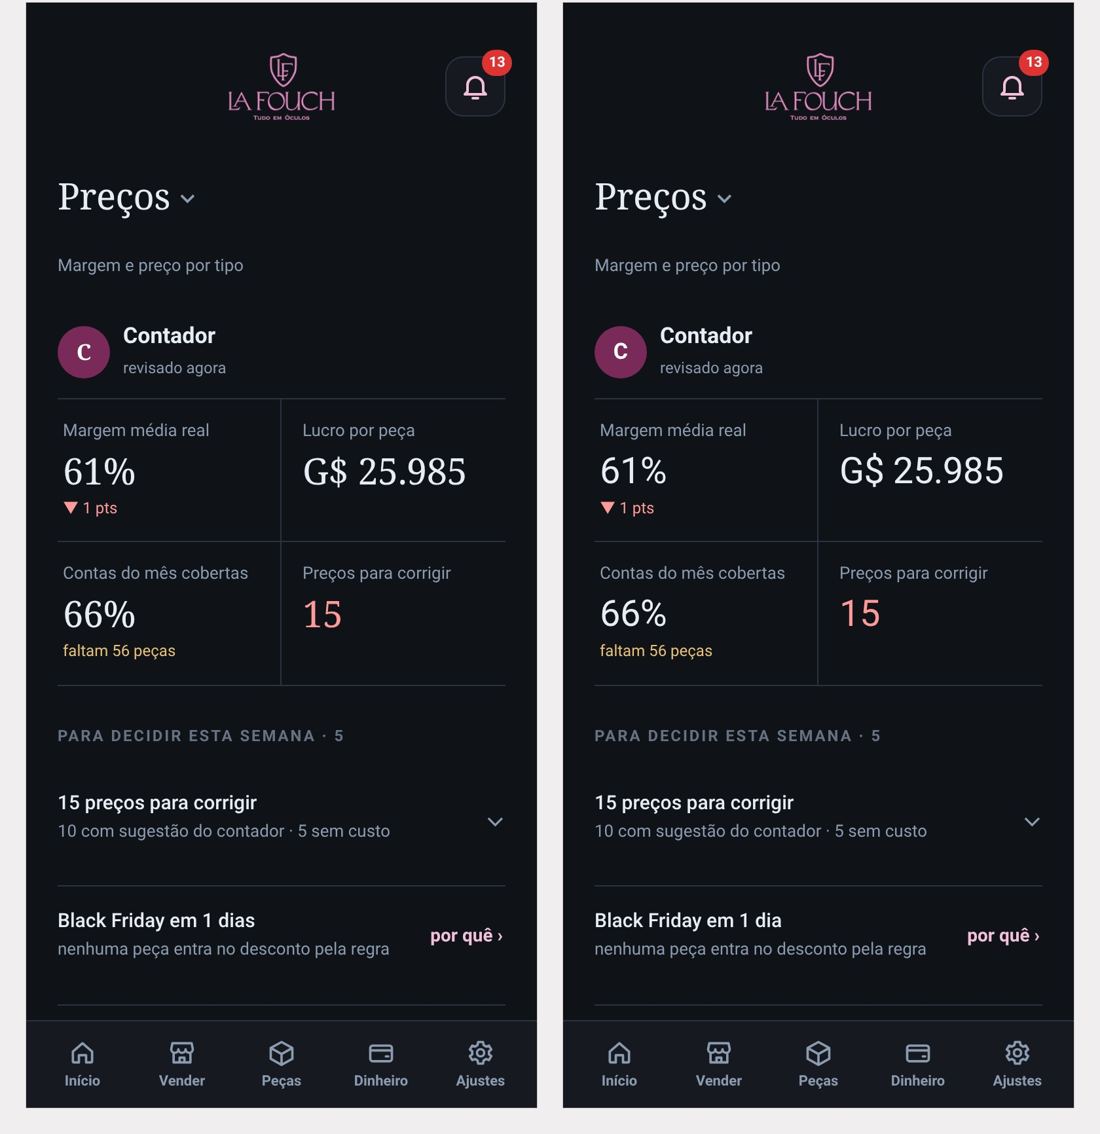 13
LF
LA FOUCH
Tudo em Óculos
Preços
Margem e preço por tipo
C
Contador
revisado agora
Margem média real
61%
▼ 1 pts
Lucro por peça
G$ 25.985
Contas do mês cobertas
66%
faltam 56 peças
Preços para corrigir
15
PARA DECIDIR ESTA SEMANA · 5
15 preços para corrigir
10 com sugestão do contador · 5 sem custo
Black Friday em 1 dias
nenhuma peça entra no desconto pela regra
por quê ›
Início
Vender
Peças
Dinheiro
Ajustes
13
LF
LA FOUCH
Tudo em Óculos
Preços
Margem e preço por tipo
C
Contador
revisado agora
Margem média real
61%
▼ 1 pts
Lucro por peça
G$ 25.985
Contas do mês cobertas
66%
faltam 56 peças
Preços para corrigir
15
PARA DECIDIR ESTA SEMANA · 5
15 preços para corrigir
10 com sugestão do contador · 5 sem custo
Black Friday em 1 dia
nenhuma peça entra no desconto pela regra
por quê ›
Início
Vender
Peças
Dinheiro
Ajustes